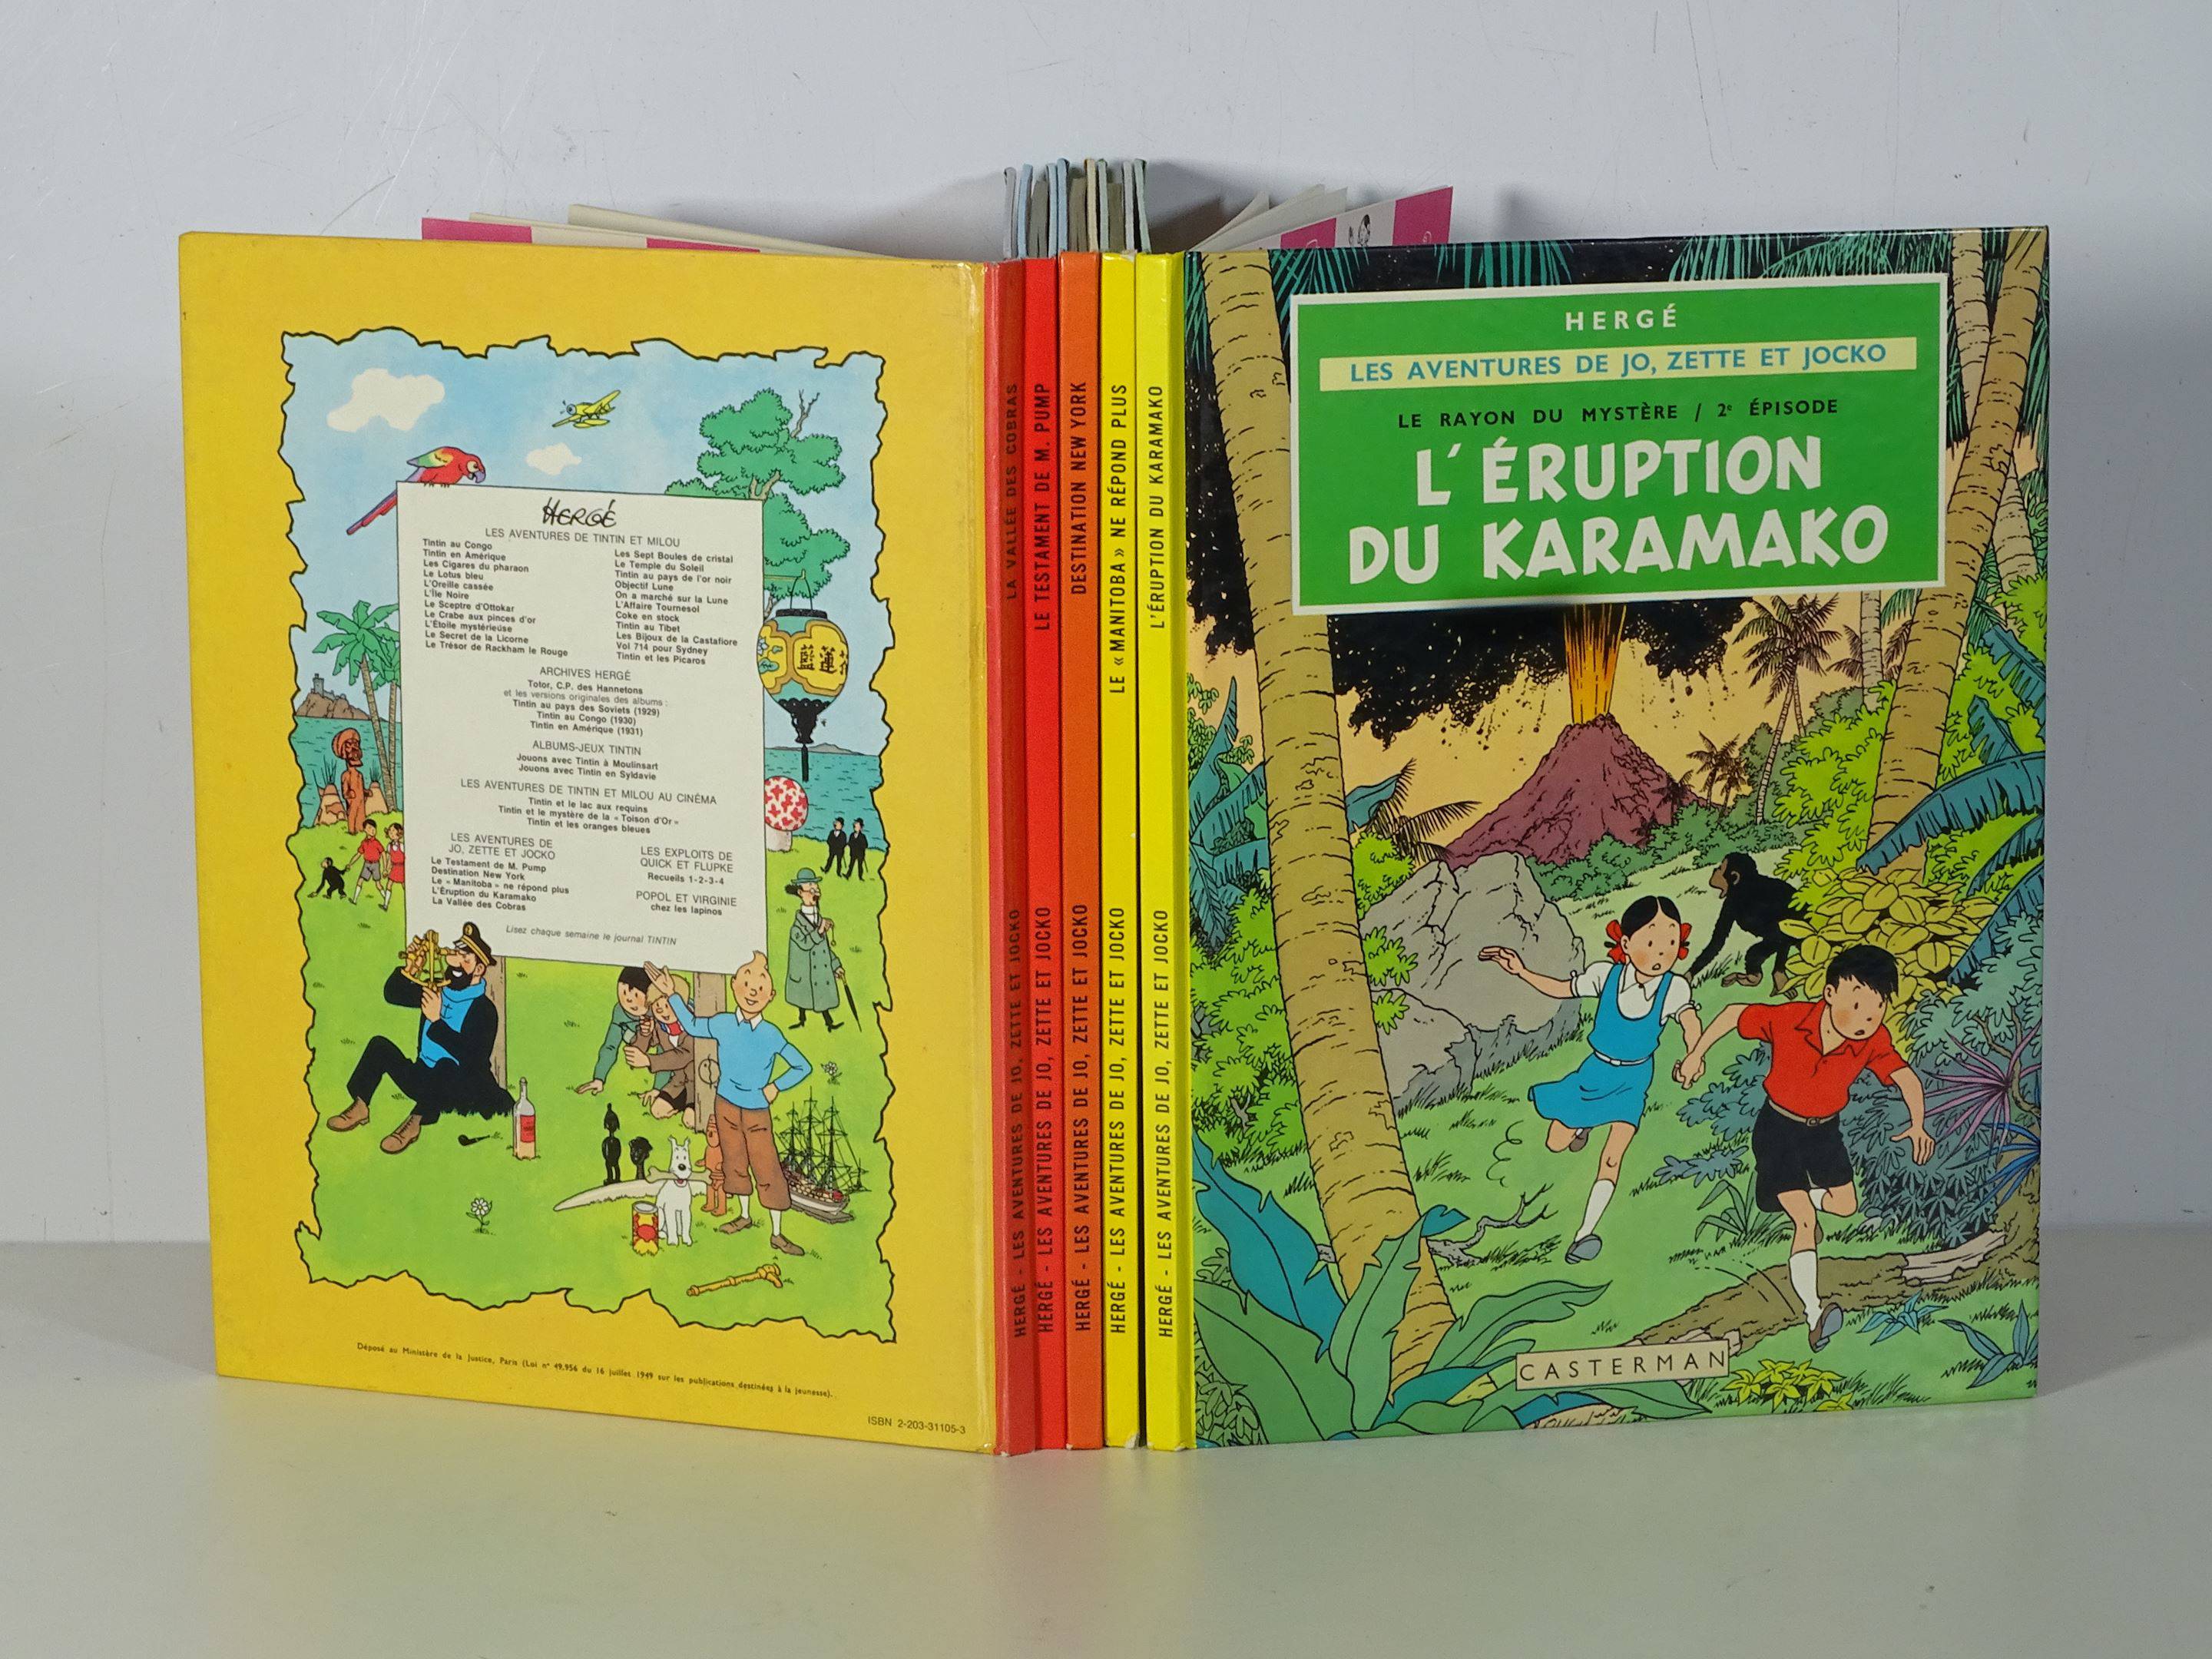 HERGÉ
LES AVENTURES DE TINTIN ET MILOU
Tintin au Congo
Tintin en Amérique
Les Cigares du pharaon
Le Lotus bleu
L'Oreille cassée
L'Île Noire
Le Sceptre d'Ottokar
Le Crabe aux pinces d'or
L'Étoile mystérieuse
Le Secret de la Licorne
Le Trésor de Rackham le Rouge
Les Sept Boules de cristal
Le Temple du Soleil
Tintin au pays de l'or noir
Objectif Lune
On a marché sur la Lune
L'Affaire Tournesol
Coke en stock
Tintin au Tibet
Les Bijoux de la Castafiore
Vol 714 pour Sydney
Tintin et les Picaros
ARCHIVES HERGÉ
Totor, C.P. des Hannetons
et les versions originales des albums :
Tintin au pays des Soviets (1929)
Tintin au Congo (1930)
Tintin en Amérique (1931)
ALBUMS-JEUX TINTIN
Jouons avec Tintin à Moulinsart
Jouons avec Tintin en Syldavie
LES AVENTURES DE TINTIN ET MILOU AU CINÉMA
Tintin et le lac aux requins
Tintin et le mystère de la « Toison d'Or »
Tintin et les oranges bleues
LES AVENTURES DE
JO, ZETTE ET JOCKO
Le Testament de M. Pump
Destination New York
Le « Manitoba » ne répond plus
L'Éruption du Karamako
La Vallée des Cobras
LES EXPLOITS DE
QUICK ET FLUPKE
Recueils 1-2-3-4
POPOL ET VIRGINIE
chez les lapinos
Lisez chaque semaine le journal TINTIN
Déposé au Ministère de la Justice, Paris (Loi n° 49.956 du 16 juillet 1949 sur les publications destinées à la jeunesse).
ISBN 2-203-31105-3
HERGÉ - LES AVENTURES DE JO, ZETTE ET JOCKO LA VALLÉE DES COBRAS
HERGÉ - LES AVENTURES DE JO, ZETTE ET JOCKO LE TESTAMENT DE M. PUMP
HERGÉ - LES AVENTURES DE JO, ZETTE ET JOCKO DESTINATION NEW YORK
HERGÉ - LES AVENTURES DE JO, ZETTE ET JOCKO LE « MANITOBA » NE RÉPOND PLUS
HERGÉ - LES AVENTURES DE JO, ZETTE ET JOCKO L'ÉRUPTION DU KARAMAKO
HERGÉ
LES AVENTURES DE JO, ZETTE ET JOCKO
LE RAYON DU MYSTÈRE / 2e ÉPISODE
L'ÉRUPTION
DU KARAMAKO
CASTERMAN